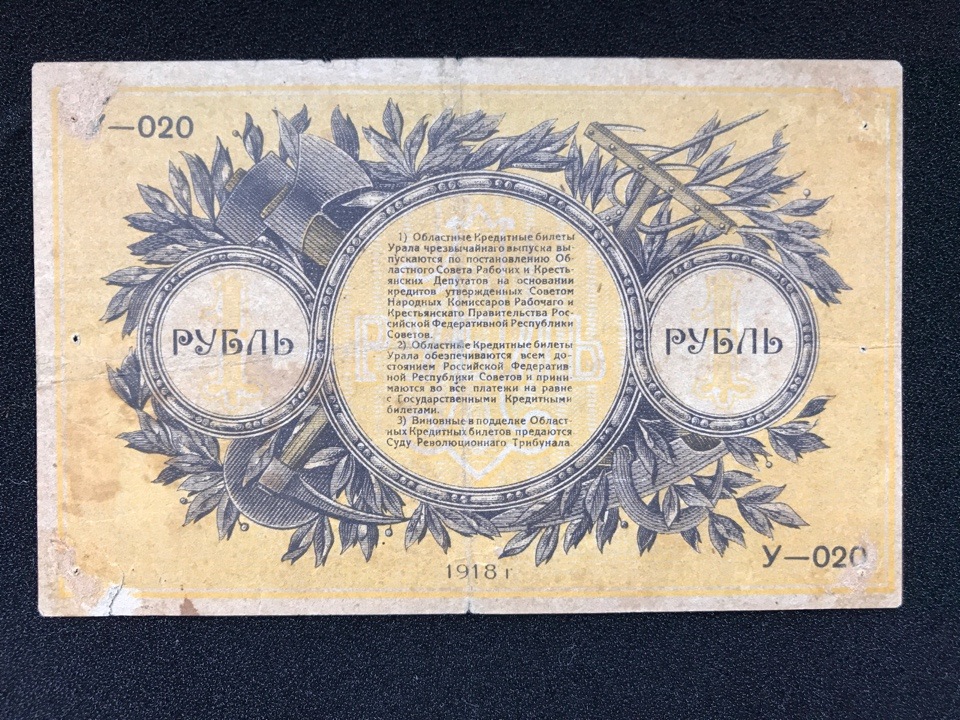 У—020
1) Областные Кредитные билеты
Урала чрезвычайнаго выпуска вы-
пускаются по постановлению Об-
ластного Совета Рабочих и Кресть-
янских Депутатов на основании
кредитов утвержденных Советом
Народных Комиссаров Рабочаго и
Крестьянскаго Правительства Рос-
сийской Федеративной Республики
Советов.
2) Областные Кредитные билеты
Урала обеспечиваются всем до-
стоянием Российской Федератив-
ной Республики Советов и прини-
маются во все платежи на равне
с Государственными Кредитными
билетами.
3) Виновные в подделке Област-
ных Кредитных билетов предаются
Суду Революционнаго Трибунала.
РУБЛЬ
РУБЛЬ
1918 г
У—020